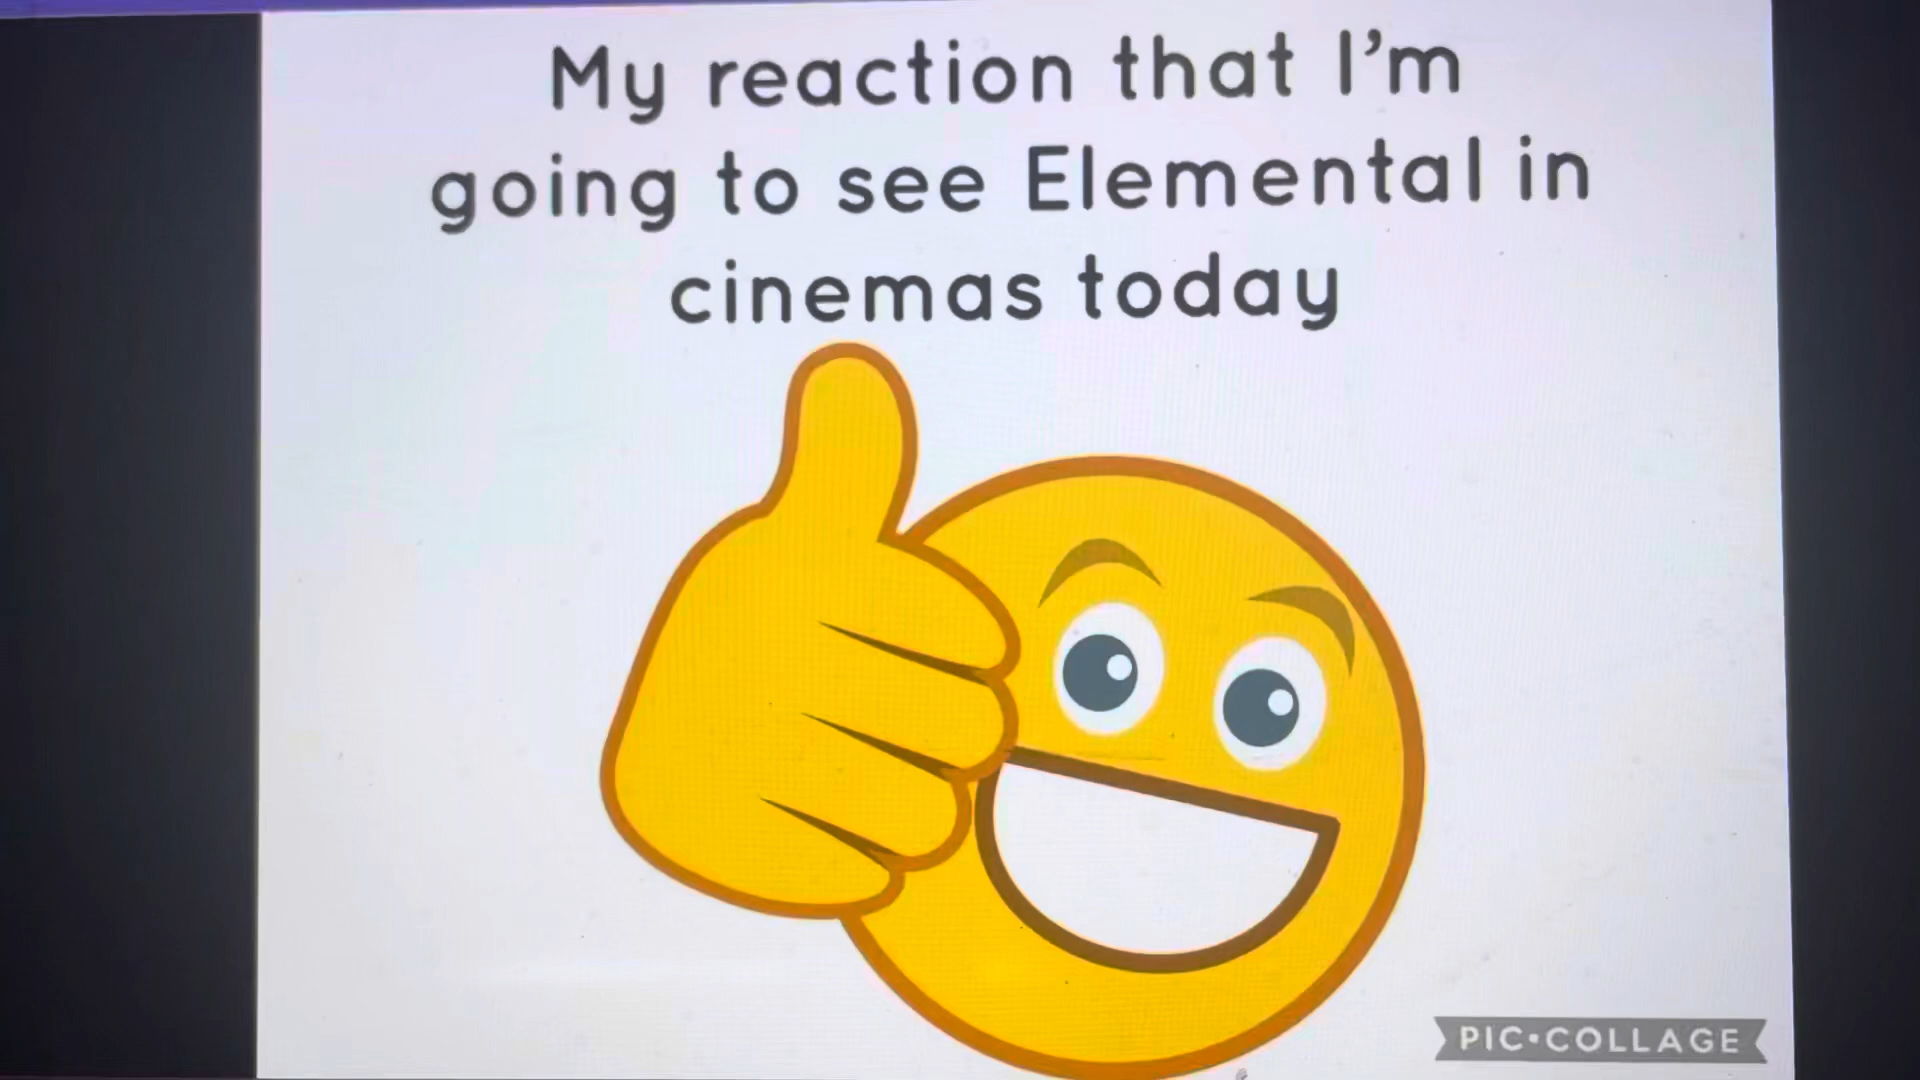 My reaction that I'm
going to see Elemental in
cinemas today
PIC•COLLAGE